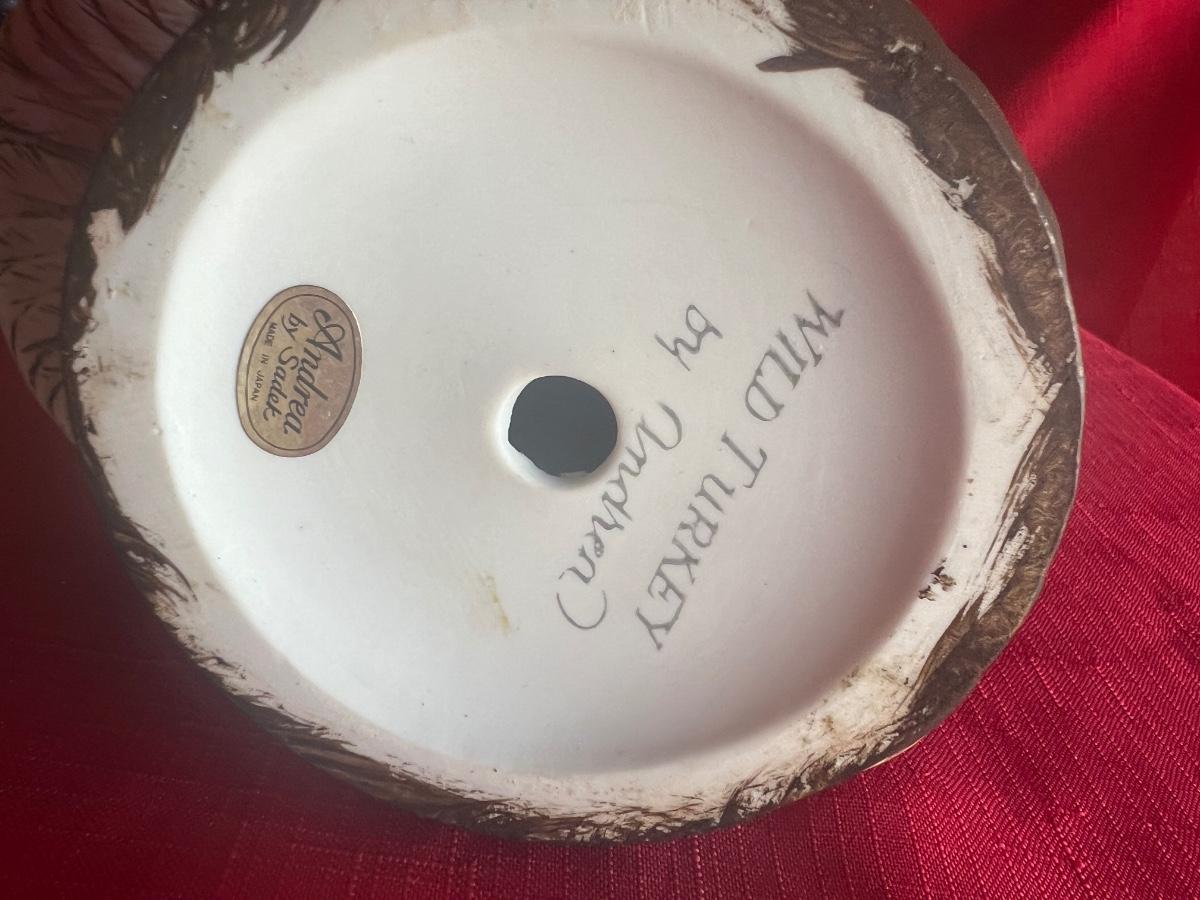 WILD TURKEY
by Andrea
Andrea
by Sadek
MADE IN JAPAN